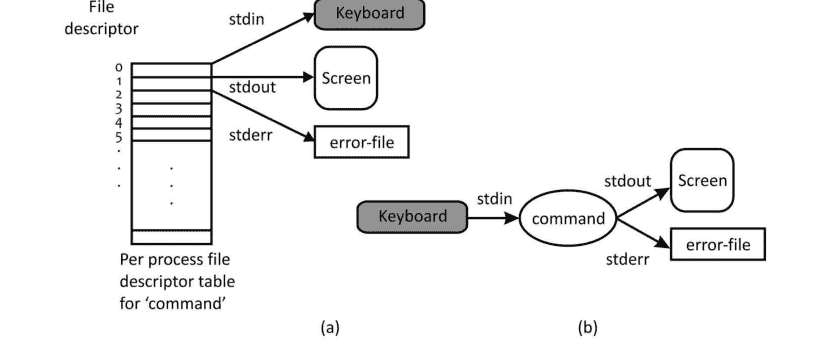 File
descriptor
stdin
Keyboard
0
1
2
3
4
5
.
.
.
.
.
.
stdout
Screen
stderr
error-file
Per process file
descriptor table
for ‘command’
(a)
Keyboard
stdin
command
stdout
Screen
stderr
error-file
(b)